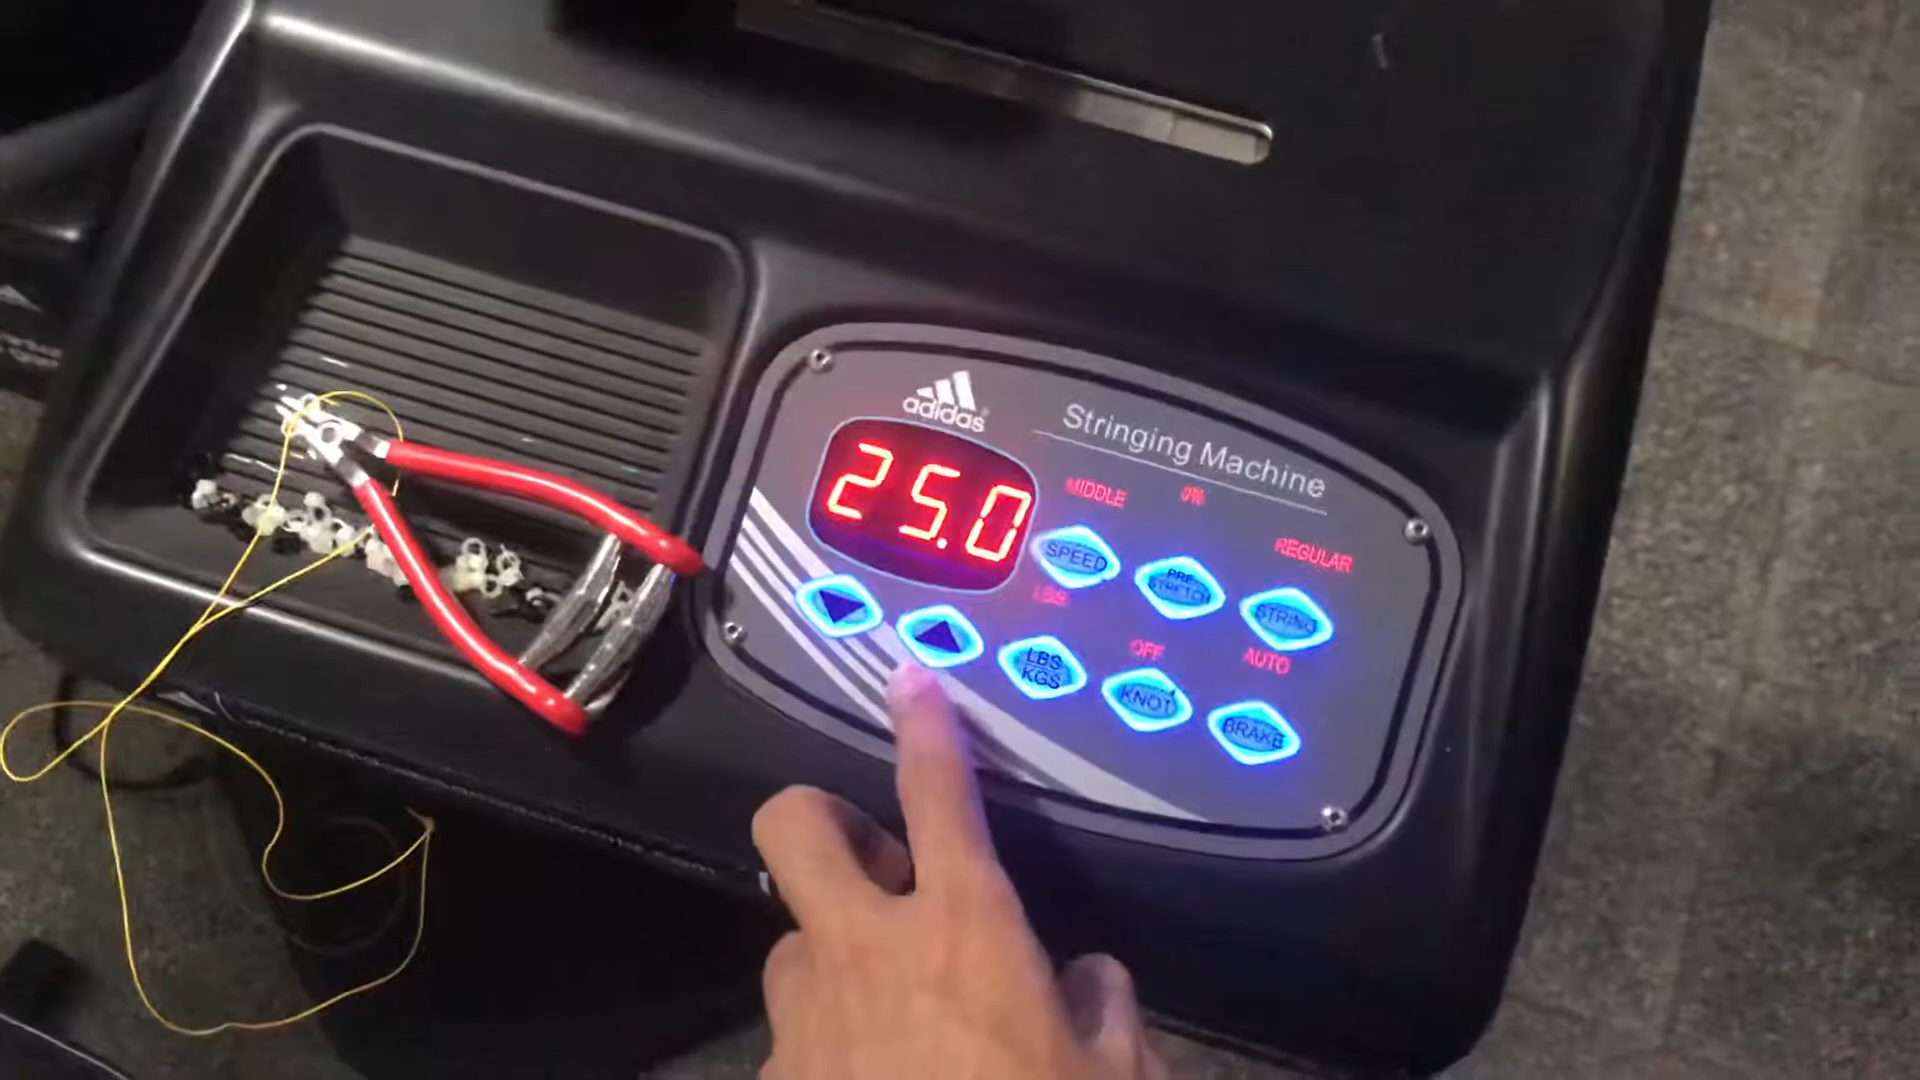 adidas®
Stringing Machine
25.0
MIDDLE
0%
REGULAR
SPEED
PRE
STRETCH
STRING
LBS
OFF
AUTO
LBS
KGS
KNOT
BRAKE